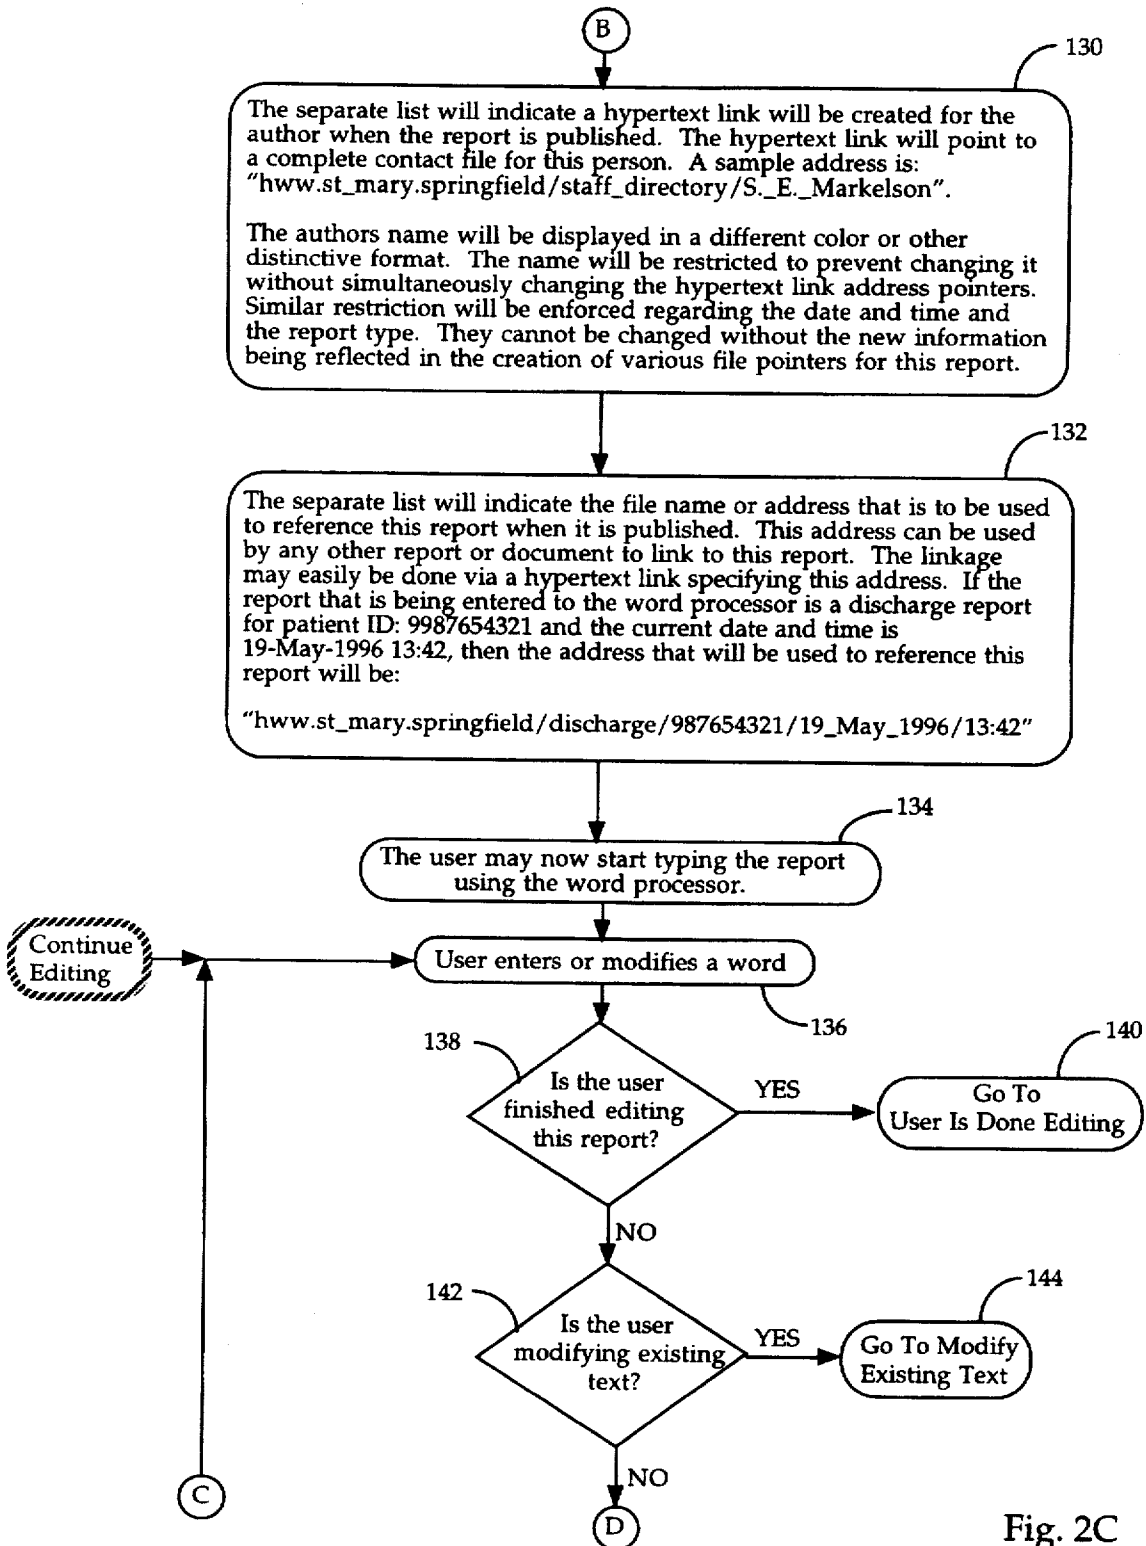 B
130
The separate list will indicate a hypertext link will be created for the
author when the report is published. The hypertext link will point to
a complete contact file for this person. A sample address is:
"hww.st_mary.springfield/staff_directory/S._E._Markelson".
The authors name will be displayed in a different color or other
distinctive format. The name will be restricted to prevent changing it
without simultaneously changing the hypertext link address pointers.
Similar restriction will be enforced regarding the date and time and
the report type. They cannot be changed without the new information
being reflected in the creation of various file pointers for this report.
132
The separate list will indicate the file name or address that is to be used
to reference this report when it is published. This address can be used
by any other report or document to link to this report. The linkage
may easily be done via a hypertext link specifying this address. If the
report that is being entered to the word processor is a discharge report
for patient ID: 9987654321 and the current date and time is
19-May-1996 13:42, then the address that will be used to reference this
report will be:
"hww.st_mary.springfield/discharge/987654321/19_May_1996/13:42"
134
The user may now start typing the report
using the word processor.
Continue
Editing
User enters or modifies a word
136
138
Is the user
finished editing
this report?
YES
140
Go To
User Is Done Editing
NO
142
Is the user
modifying existing
text?
YES
144
Go To Modify
Existing Text
NO
C
D
Fig. 2C